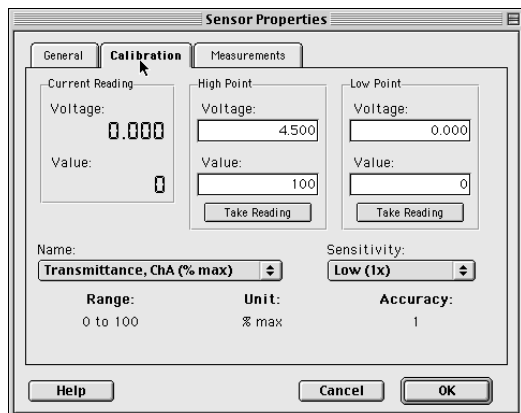 Sensor Properties
General Calibration Measurements
Current Reading
Voltage:
0.000
Value:
0
High Point
Voltage:
4.500
Value:
100
Take Reading
Low Point
Voltage:
0.000
Value:
0
Take Reading
Name:
Transmittance, ChA (% max)
Sensitivity:
Low (1x)
Range: Unit: Accuracy:
0 to 100 % max 1
Help Cancel OK